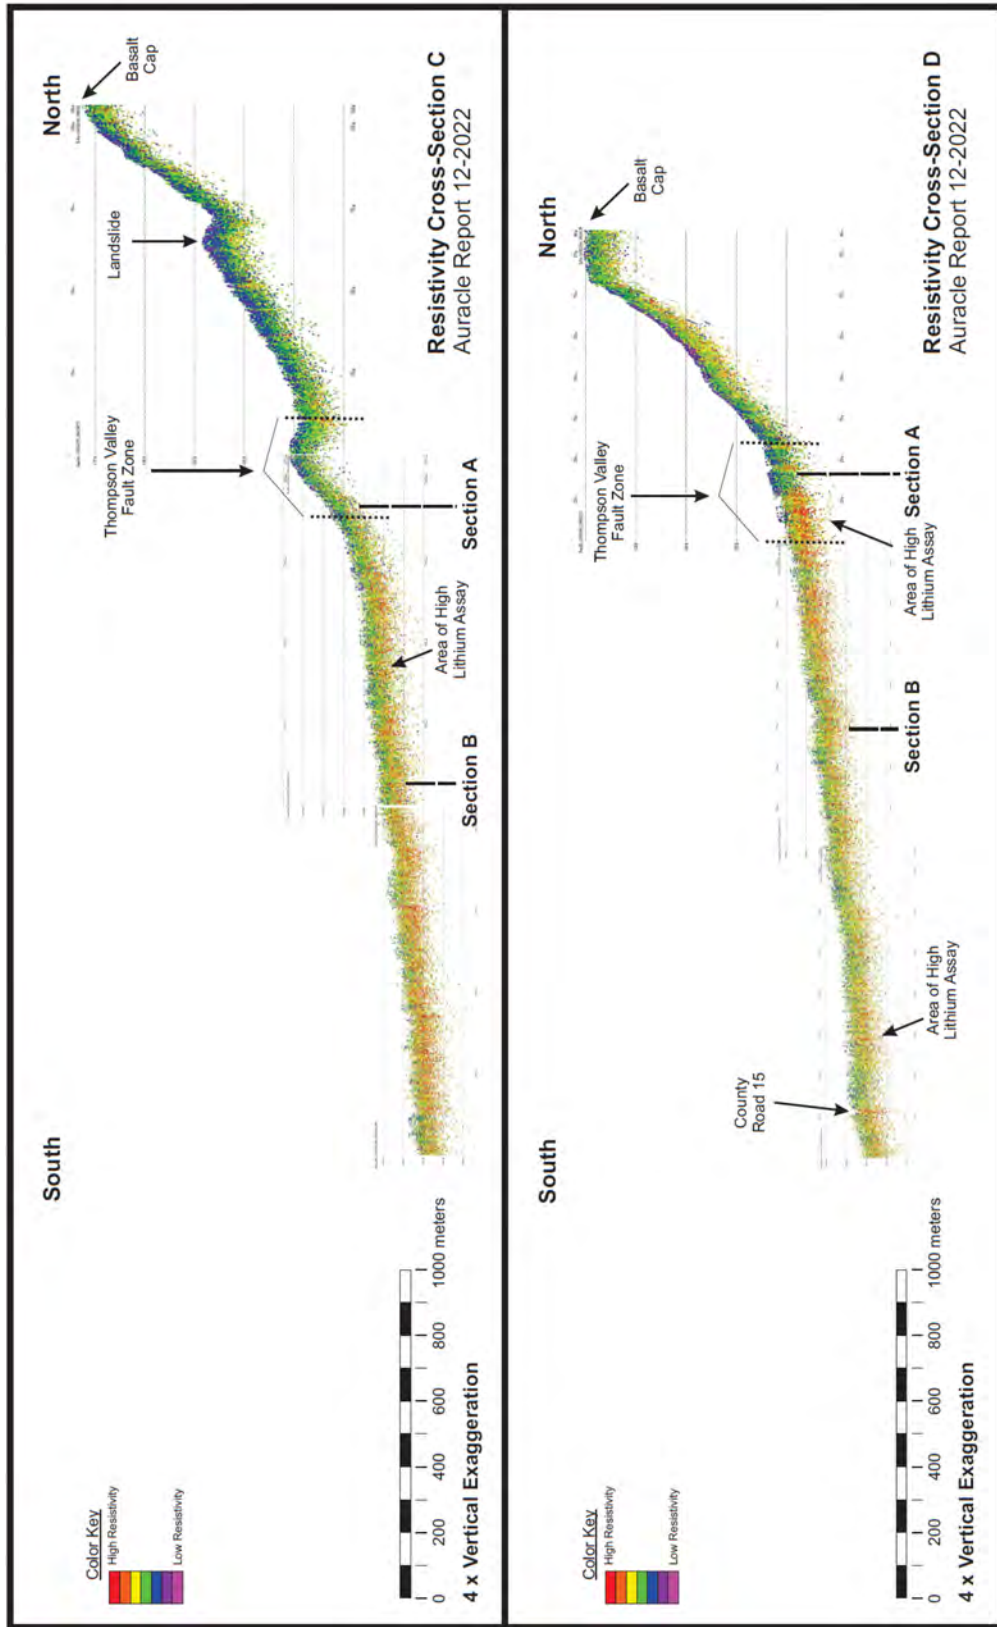 South
North
Basalt
Cap
Landslide
Thompson Valley
Fault Zone
Section A
Area of High
Lithium Assay
Section B
Color Key
High Resistivity
Low Resistivity
0
200
400
600
800
1000 meters
4 x Vertical Exaggeration
Resistivity Cross-Section C
Auracle Report 12-2022
South
North
Basalt
Cap
Thompson Valley
Fault Zone
Section A
Area of High
Lithium Assay
Section B
Area of High
Lithium Assay
County
Road 15
Color Key
High Resistivity
Low Resistivity
0
200
400
600
800
1000 meters
4 x Vertical Exaggeration
Resistivity Cross-Section D
Auracle Report 12-2022